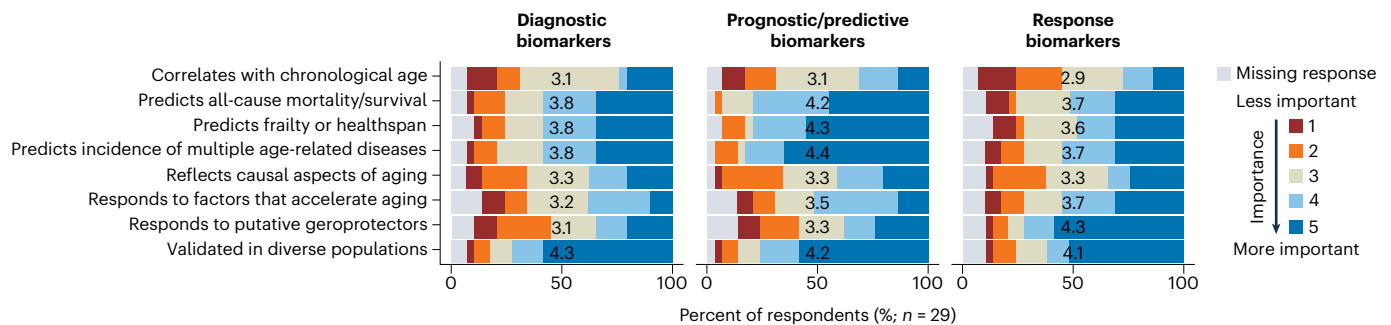 Diagnostic
biomarkers
Prognostic/predictive
biomarkers
Response
biomarkers
Correlates with chronological age 3.1 3.1 2.9
Predicts all-cause mortality/survival 3.8 4.2 3.7
Predicts frailty or healthspan 3.8 4.3 3.6
Predicts incidence of multiple age-related diseases 3.8 4.4 3.7
Reflects causal aspects of aging 3.3 3.3 3.3
Responds to factors that accelerate aging 3.2 3.5 3.7
Responds to putative geroprotectors 3.1 3.3 4.3
Validated in diverse populations 4.3 4.2 4.1
0 50 100 0 50 100 0 50 100
Percent of respondents (%; n = 29)
Missing response
Less important
Importance
1
2
3
4
5
More important